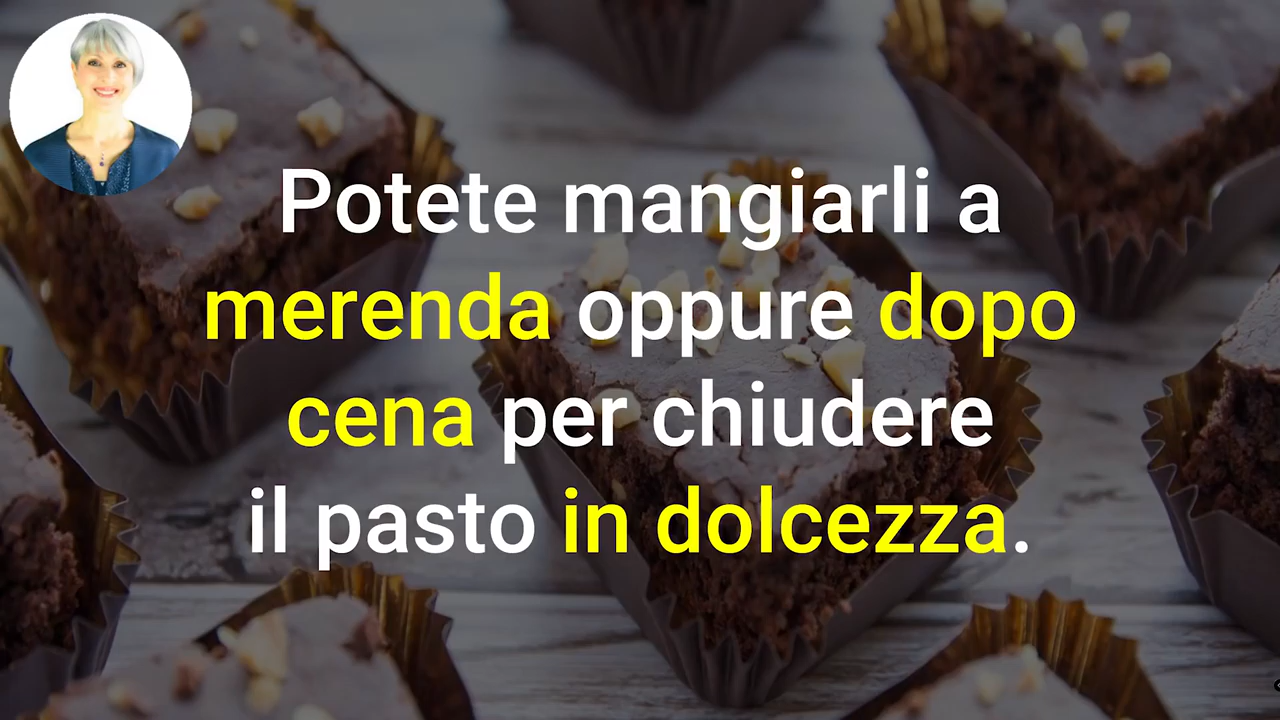 Potete mangiarli a
merenda oppure dopo
cena per chiudere
il pasto in dolcezza.